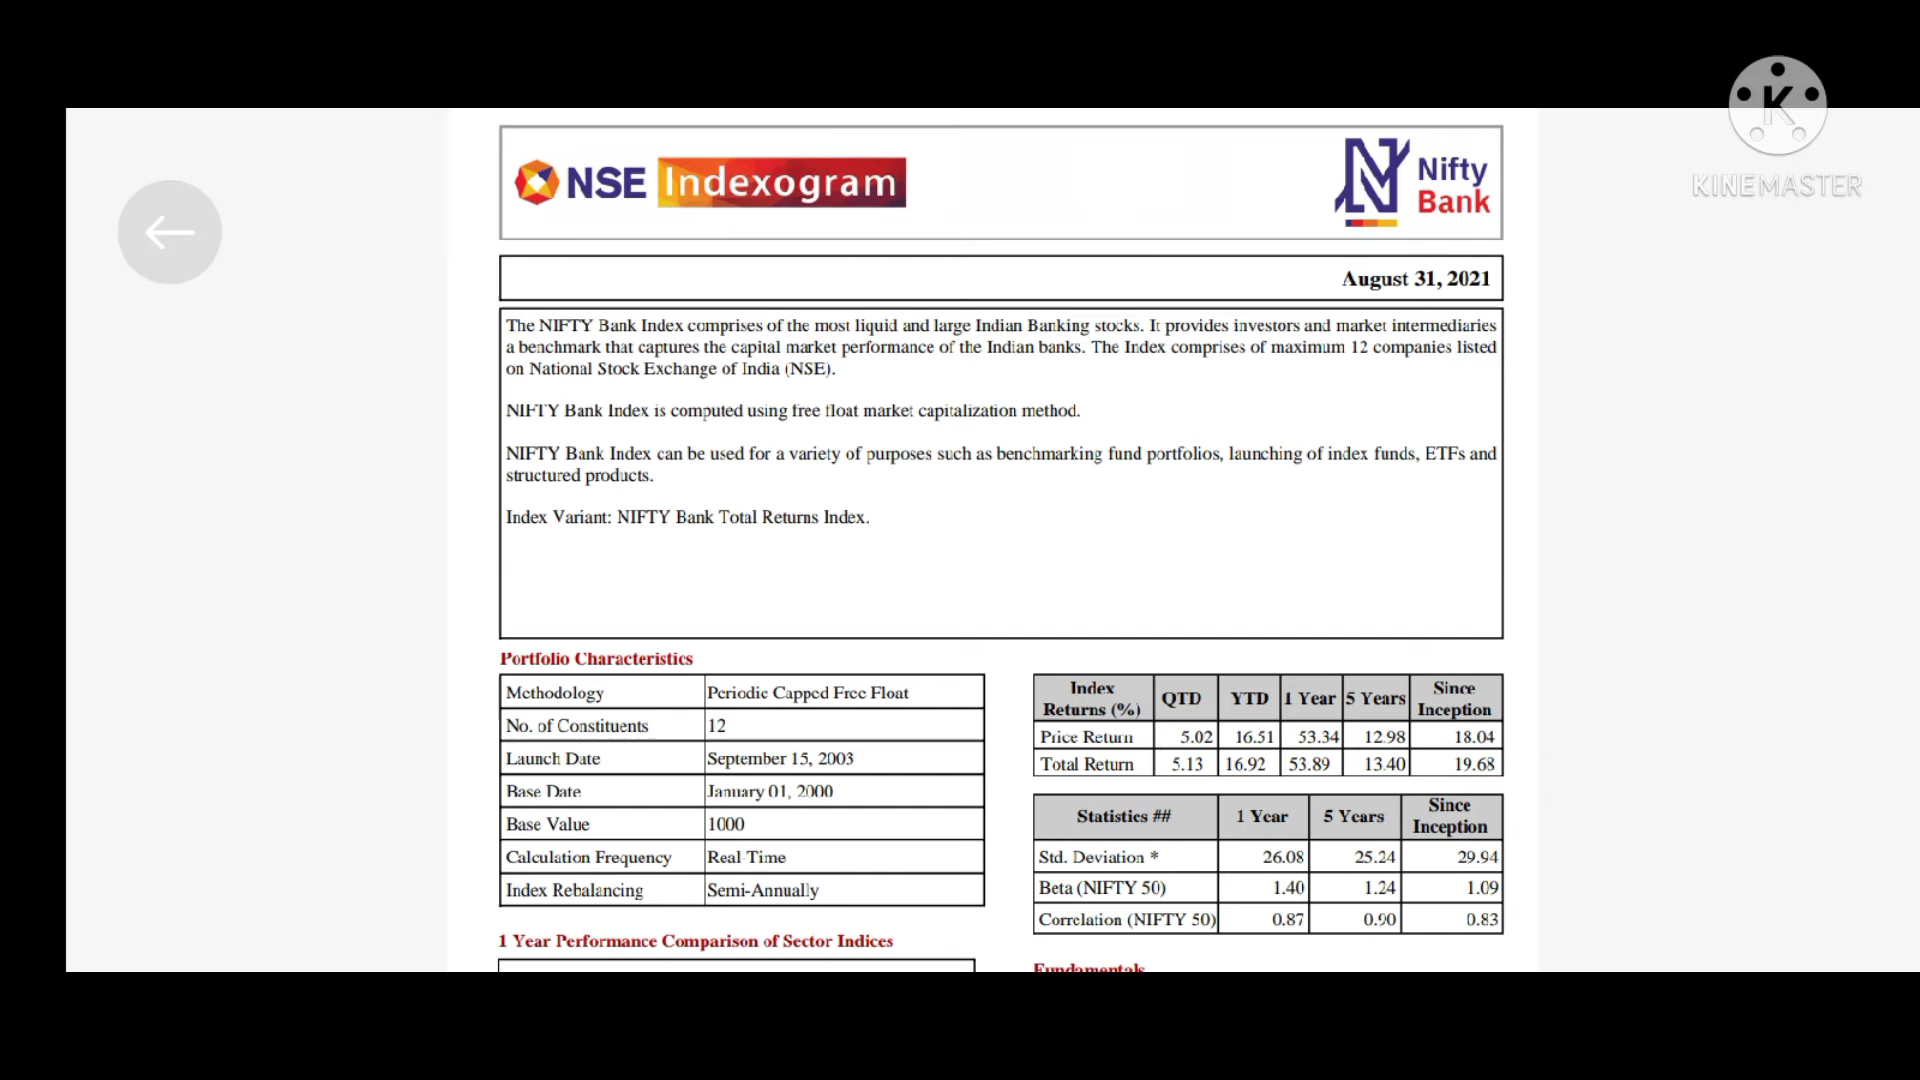 K
KINEMASTER
NSE Indexogram
Nifty
Bank
August 31, 2021
The NIFTY Bank Index comprises of the most liquid and large Indian Banking stocks. It provides investors and market intermediaries
a benchmark that captures the capital market performance of the Indian banks. The Index comprises of maximum 12 companies listed
on National Stock Exchange of India (NSE).
NIFTY Bank Index is computed using free float market capitalization method.
NIFTY Bank Index can be used for a variety of purposes such as benchmarking fund portfolios, launching of index funds, ETFs and
structured products.
Index Variant: NIFTY Bank Total Returns Index.
Portfolio Characteristics
Methodology Periodic Capped Free Float
No. of Constituents 12
Launch Date September 15, 2003
Base Date January 01, 2000
Base Value 1000
Calculation Frequency Real-Time
Index Rebalancing Semi-Annually
1 Year Performance Comparison of Sector Indices
Index Returns (%) QTD YTD 1 Year 5 Years Since Inception
Price Return 5.02 16.51 53.34 12.98 18.04
Total Return 5.13 16.92 53.89 13.40 19.68
Statistics ## 1 Year 5 Years Since Inception
Std. Deviation * 26.08 25.24 29.94
Beta (NIFTY 50) 1.40 1.24 1.09
Correlation (NIFTY 50) 0.87 0.90 0.83
Fundamentals